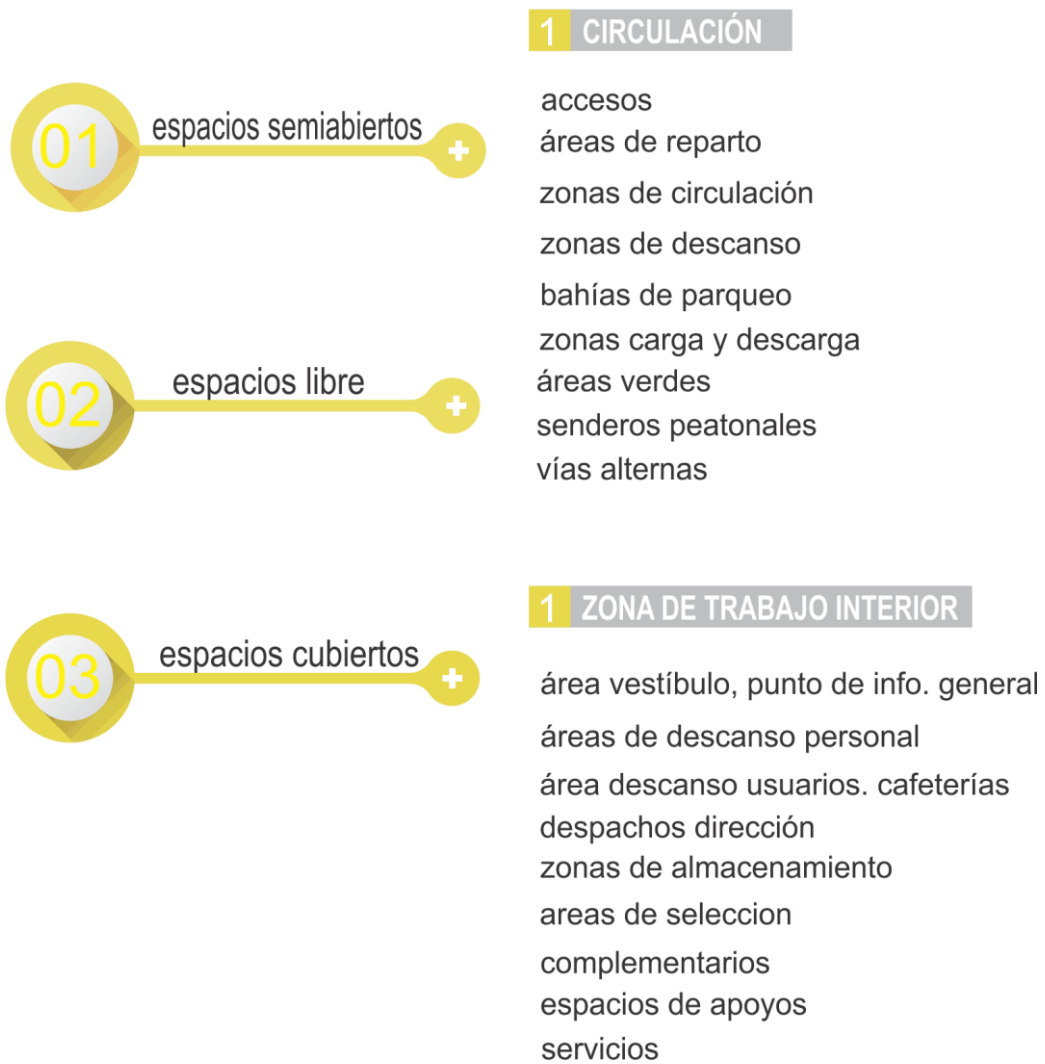 1 CIRCULACIÓN
01 espacios semiabiertos +
accesos
áreas de reparto
zonas de circulación
zonas de descanso
bahías de parqueo
zonas carga y descarga
02 espacios libre +
áreas verdes
senderos peatonales
vías alternas
1 ZONA DE TRABAJO INTERIOR
03 espacios cubiertos +
área vestíbulo, punto de info. general
áreas de descanso personal
área descanso usuarios. cafeterías
despachos dirección
zonas de almacenamiento
areas de seleccion
complementarios
espacios de apoyos
servicios